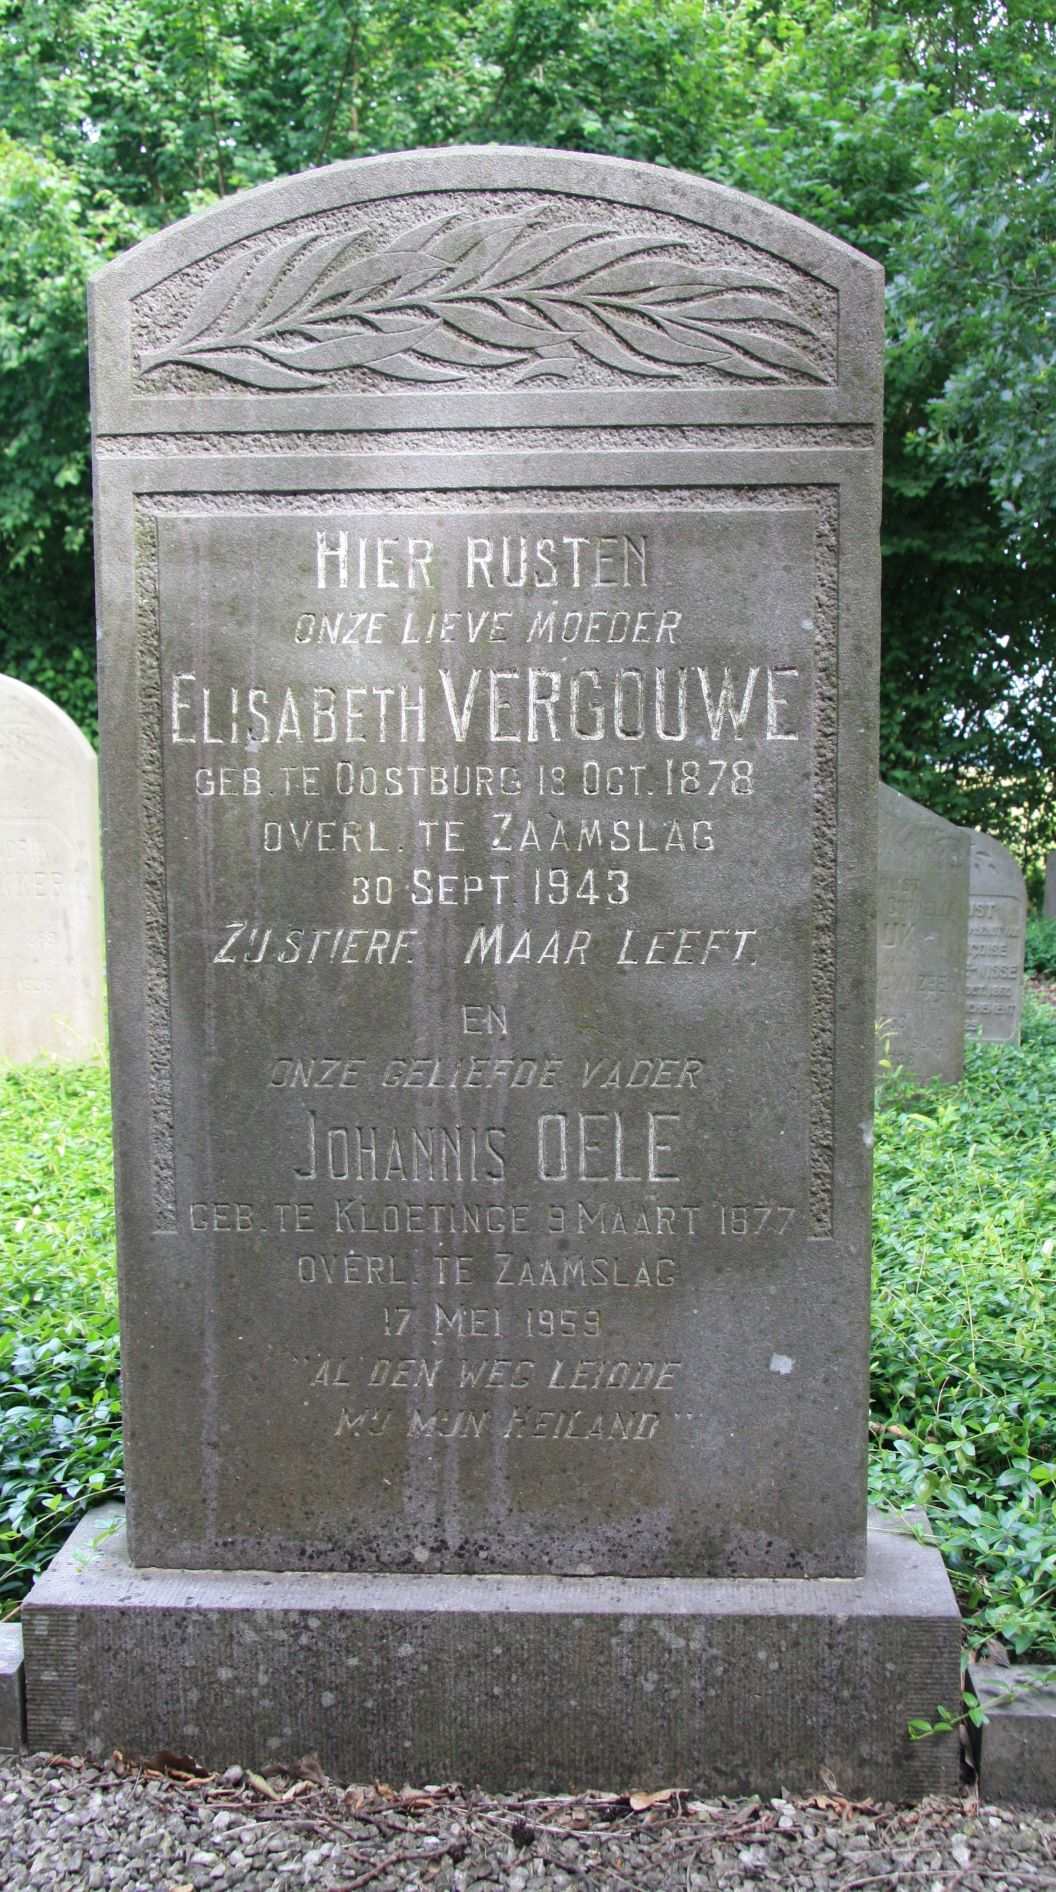 HIER RUSTEN
ONZE LIEVE MOEDER
ELISABETH VERGOUWE
GEB. TE OOSTBURG 18 OCT. 1878
OVERL. TE ZAAMSLAG
30 SEPT. 1943
ZIJ STIERF. MAAR LEEFT.
EN
ONZE GELIEFDE VADER
JOHANNIS OELE
GEB. TE KLOETINGE 9 MAART 1877
OVERL. TE ZAAMSLAG
17 MEI 1959
"AL DEN WEG LEIDDE
MIJ MIJN HEILAND"